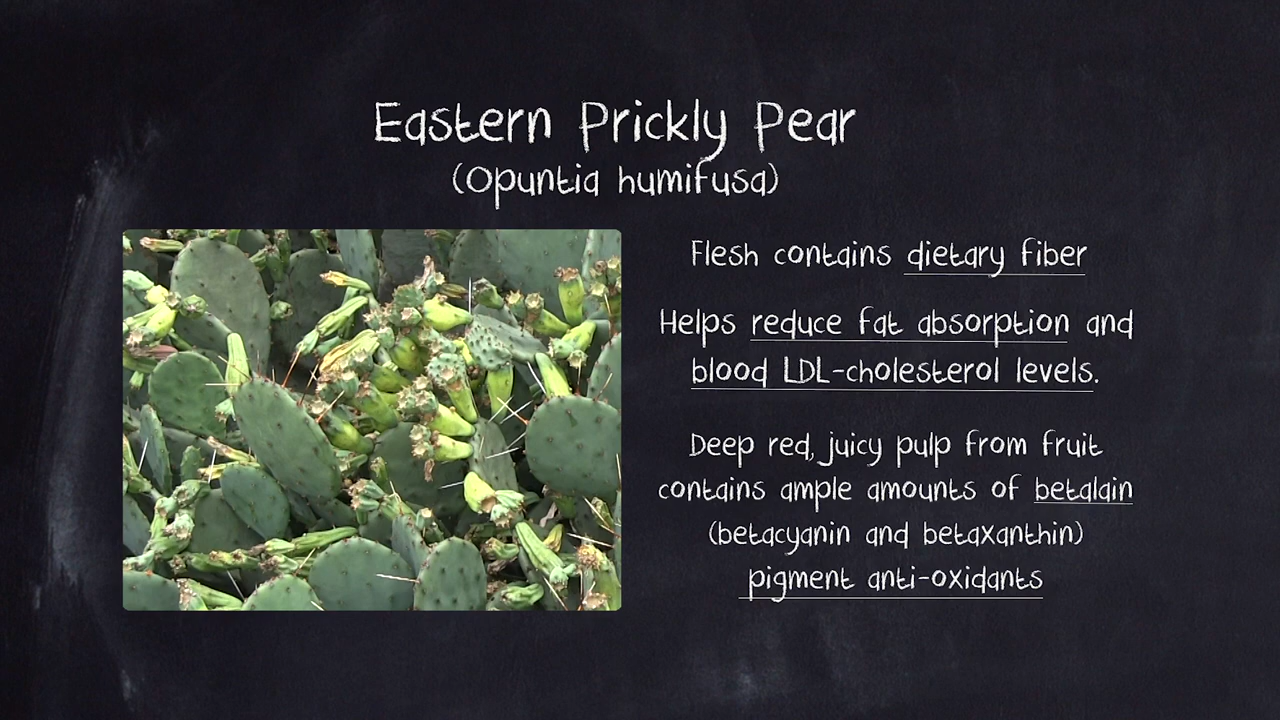 Eastern Prickly Pear
(Opuntia humifusa)
Flesh contains dietary fiber
Helps reduce fat absorption and
blood LDL-cholesterol levels.
Deep red, juicy pulp from fruit
contains ample amounts of betalain
(betacyanin and betaxanthin)
pigment anti-oxidants